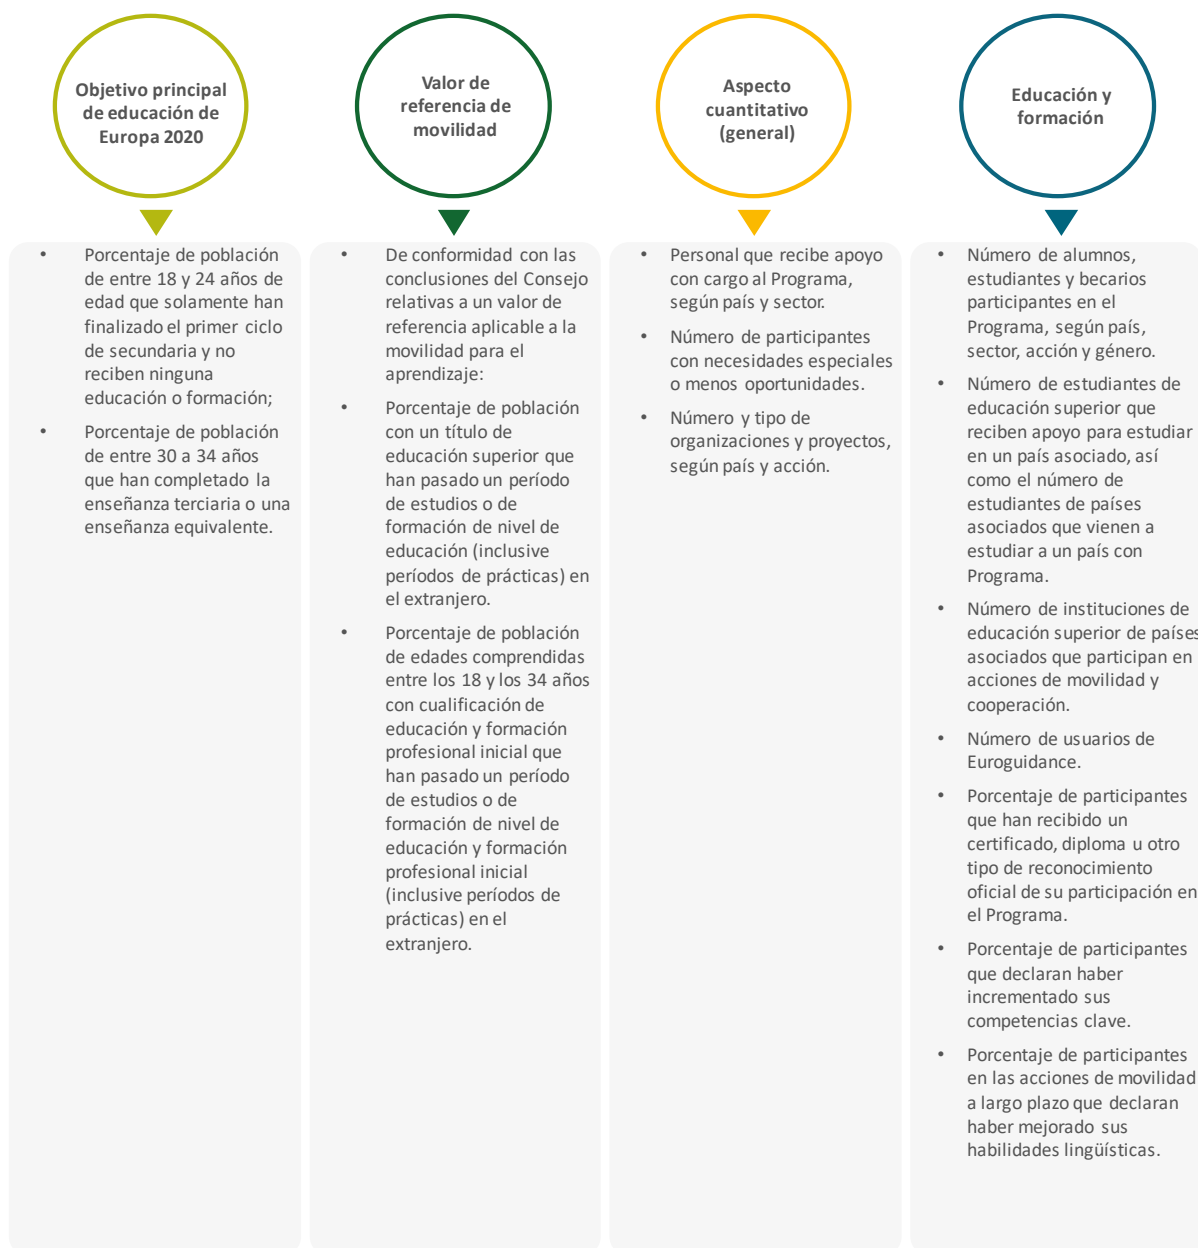 Objetivo principal
de educación de
Europa 2020
• Porcentaje de población
de entre 18 y 24 años de
edad que solamente han
finalizado el primer ciclo
de secundaria y no
reciben ninguna
educación o formación;
• Porcentaje de población
de entre 30 a 34 años
que han completado la
enseñanza terciaria o una
enseñanza equivalente.
Valor de
referencia de
movilidad
• De conformidad con las
conclusiones del Consejo
relativas a un valor de
referencia aplicable a la
movilidad para el
aprendizaje:
• Porcentaje de población
con un título de
educación superior que
han pasado un período
de estudios o de
formación de nivel de
educación (inclusive
períodos de prácticas) en
el extranjero.
• Porcentaje de población
de edades comprendidas
entre los 18 y los 34 años
con cualificación de
educación y formación
profesional inicial que
han pasado un período
de estudios o de
formación de nivel de
educación y formación
profesional inicial
(inclusive períodos de
prácticas) en el
extranjero.
Aspecto
cuantitativo
(general)
• Personal que recibe apoyo
con cargo al Programa,
según país y sector.
• Número de participantes
con necesidades especiales
o menos oportunidades.
• Número y tipo de
organizaciones y proyectos,
según país y acción.
Educación y
formación
• Número de alumnos,
estudiantes y becarios
participantes en el
Programa, según país,
sector, acción y género.
• Número de estudiantes de
educación superior que
reciben apoyo para estudiar
en un país asociado, así
como el número de
estudiantes de países
asociados que vienen a
estudiar a un país con
Programa.
• Número de instituciones de
educación superior de países
asociados que participan en
acciones de movilidad y
cooperación.
• Número de usuarios de
Euroguidance.
• Porcentaje de participantes
que han recibido un
certificado, diploma u otro
tipo de reconocimiento
oficial de su participación en
el Programa.
• Porcentaje de participantes
que declaran haber
incrementado sus
competencias clave.
• Porcentaje de participantes
en las acciones de movilidad
a largo plazo que declaran
haber mejorado sus
habilidades lingüísticas.